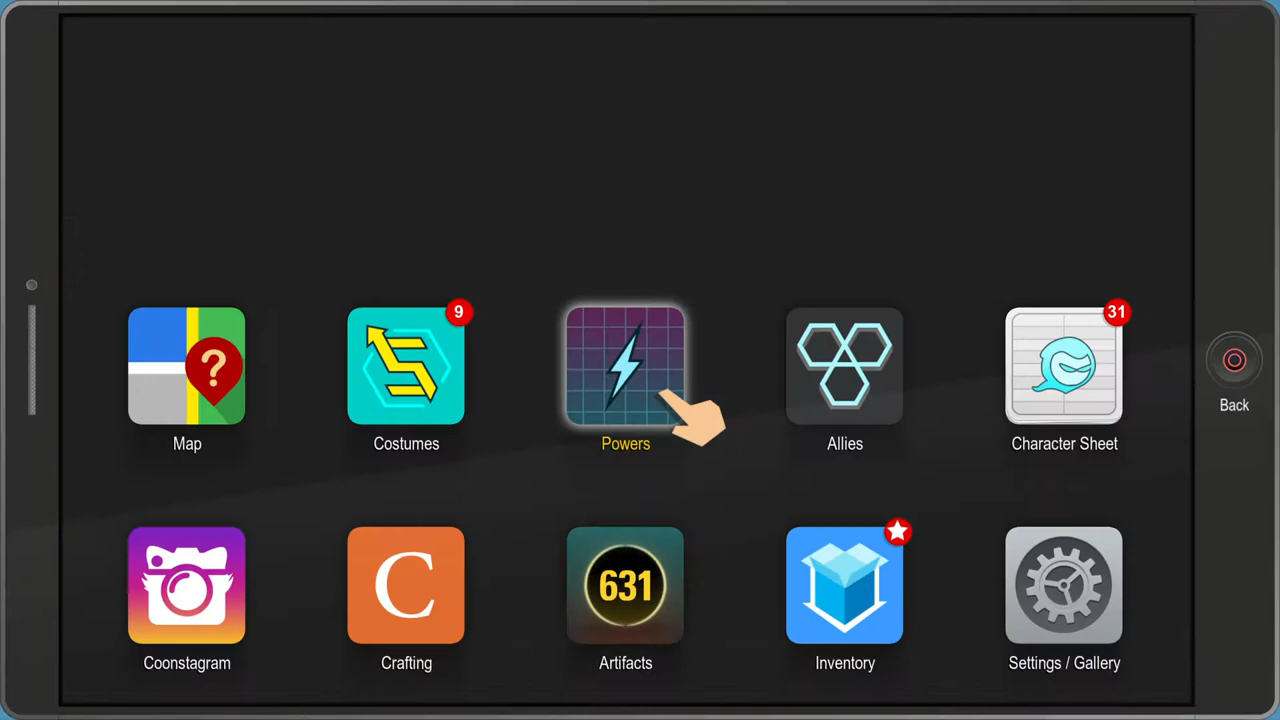 9
31
?
Map
Costumes
Powers
Allies
Character Sheet
Back
C
631
Coonstagram
Crafting
Artifacts
Inventory
Settings / Gallery